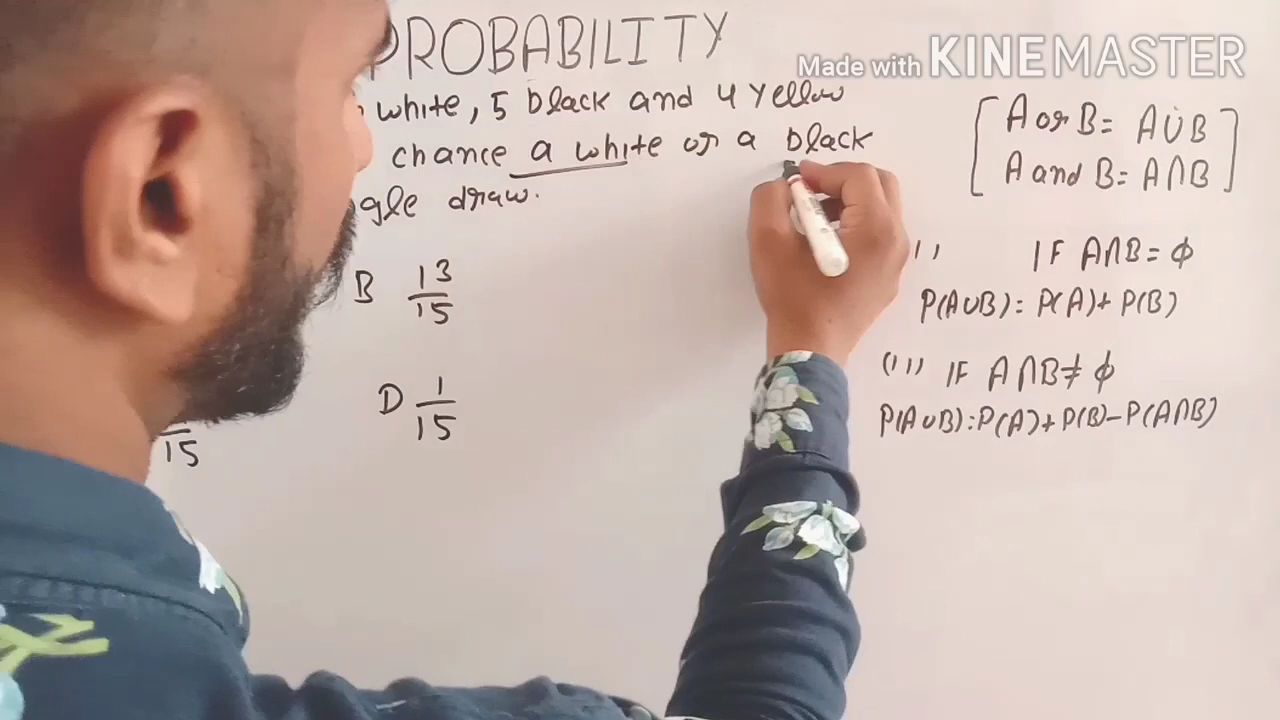 PROBABILITY
Made with KINEMASTER
white, 5 black and 4 yellow
chance a white or a black
gle draw.
B 13/15
D 1/15
15
[A or B = A∪B
A and B = A∩B]
IF A∩B = ϕ
P(A∪B) = P(A) + P(B)
(ii) IF A∩B ≠ ϕ
P(A∪B) = P(A) + P(B) – P(A∩B)